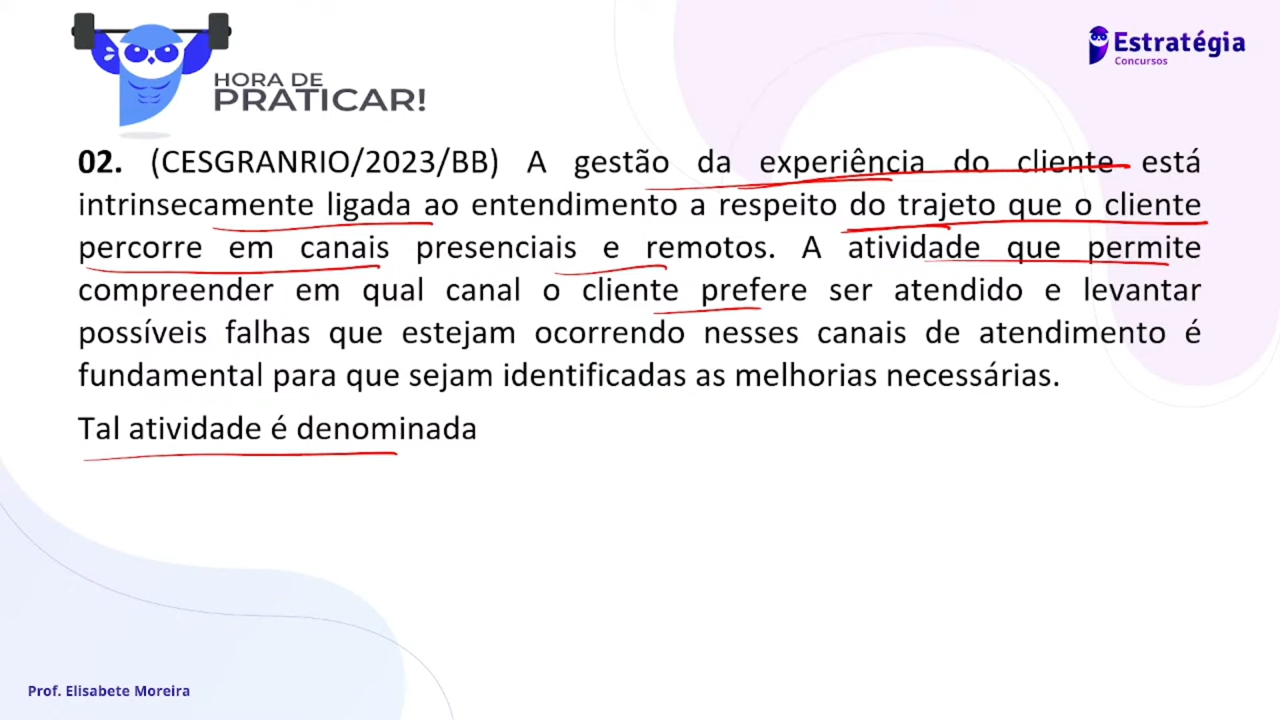 HORA DE
PRATICAR!
Estratégia
Concursos
02. (CESGRANRIO/2023/BB) A gestão da experiência do cliente está
intrinsecamente ligada ao entendimento a respeito do trajeto que o cliente
percorre em canais presenciais e remotos. A atividade que permite
compreender em qual canal o cliente prefere ser atendido e levantar
possíveis falhas que estejam ocorrendo nesses canais de atendimento é
fundamental para que sejam identificadas as melhorias necessárias.
Tal atividade é denominada
Prof. Elisabete Moreira